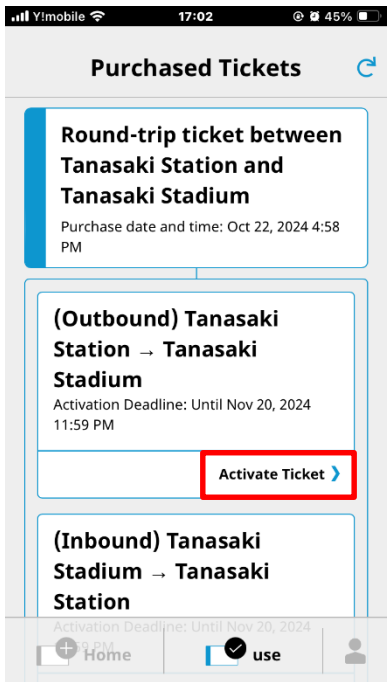 Y!mobile 17:02 45%
Purchased Tickets
Round-trip ticket between
Tanasaki Station and
Tanasaki Stadium
Purchase date and time: Oct 22, 2024 4:58
PM
(Outbound) Tanasaki
Station → Tanasaki
Stadium
Activation Deadline: Until Nov 20, 2024
11:59 PM
Activate Ticket ❯
(Inbound) Tanasaki
Stadium → Tanasaki
Station
Activation Deadline: Until Nov 20, 2024
PM
Home use